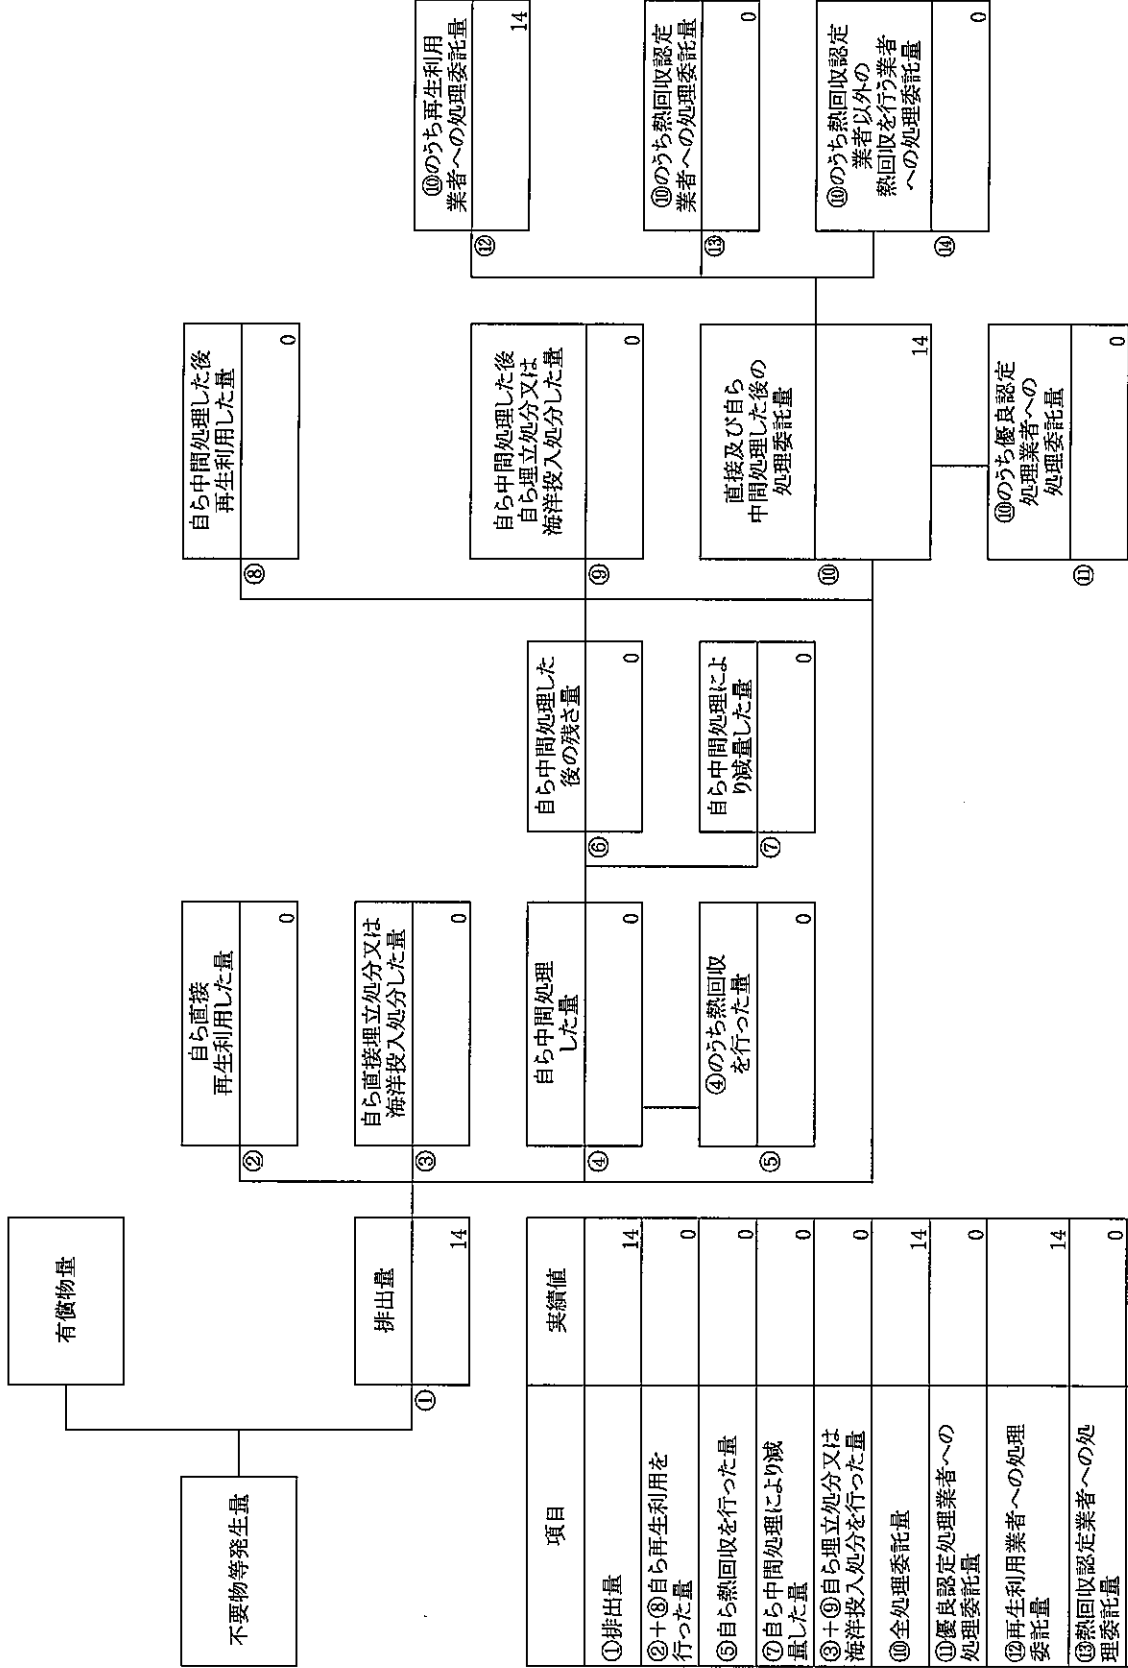 不要物等発生量
有償物量
①
排出量
14
②
自ら直接
再生利用した量
0
③
自ら直接埋立処分又は
海洋投入処分した量
0
④
自ら中間処理
した量
0
⑤
④のうち熱回収
を行った量
0
⑥
自ら中間処理した
後の残さ量
0
⑦
自ら中間処理によ
り減量した量
0
⑧
自ら中間処理した後
再生利用した量
0
⑨
自ら中間処理した後
自ら埋立処分又は
海洋投入処分した量
0
⑩
直接及び自ら
中間処理した後の
処理委託量
14
⑪
⑩のうち優良認定
処理業者への
処理委託量
0
⑫
⑩のうち再生利用
業者への処理委託量
14
⑬
⑩のうち熱回収認定
業者への処理委託量
0
⑭
⑩のうち熱回収認定
業者以外の
熱回収を行う業者
への処理委託量
0
項目 実績値
①排出量 14
②+⑧自ら再生利用を
行った量 0
⑤自ら熱回収を行った量 0
⑦自ら中間処理により減
量した量 0
③+⑨自ら埋立処分又は
海洋投入処分を行った量 0
⑩全処理委託量 14
⑪優良認定処理業者への
処理委託量 0
⑫再生利用業者への処理
委託量 14
⑬熱回収認定業者への処
理委託量 0